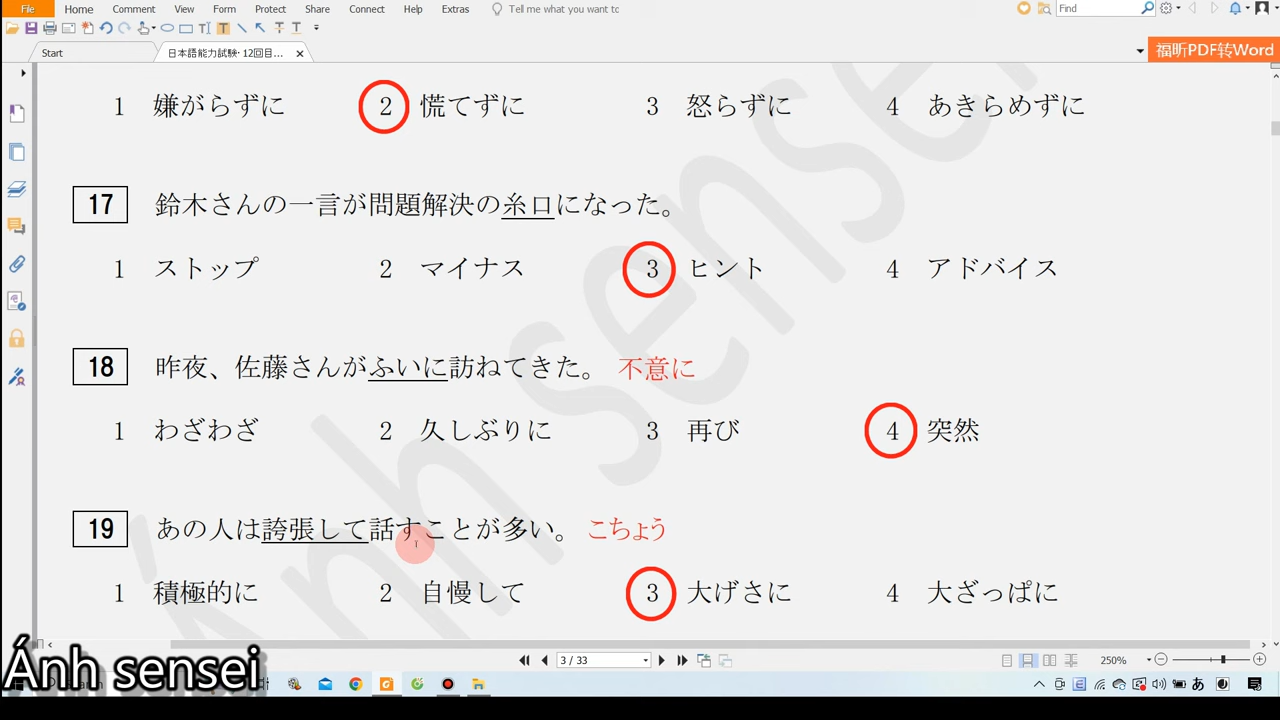 File Home Comment View Form Protect Share Connect Help Extras Tell me what you want to Find
Start 日本語能力試験・12回目... 福昕PDF转Word
1 嫌がらずに 2 慌てずに 3 怒らずに 4 あきらめずに
17 鈴木さんの一言が問題解決の糸口になった。
1 ストップ 2 マイナス 3 ヒント 4 アドバイス
18 昨夜、佐藤さんがふいに訪ねてきた。 不意に
1 わざわざ 2 久しぶりに 3 再び 4 突然
19 あの人は誇張して話すことが多い。 こちょう
1 積極的に 2 自慢して 3 大げさに 4 大ざっぱに
Ánh sensei
3 / 33 250%
Ánh sensei
あ